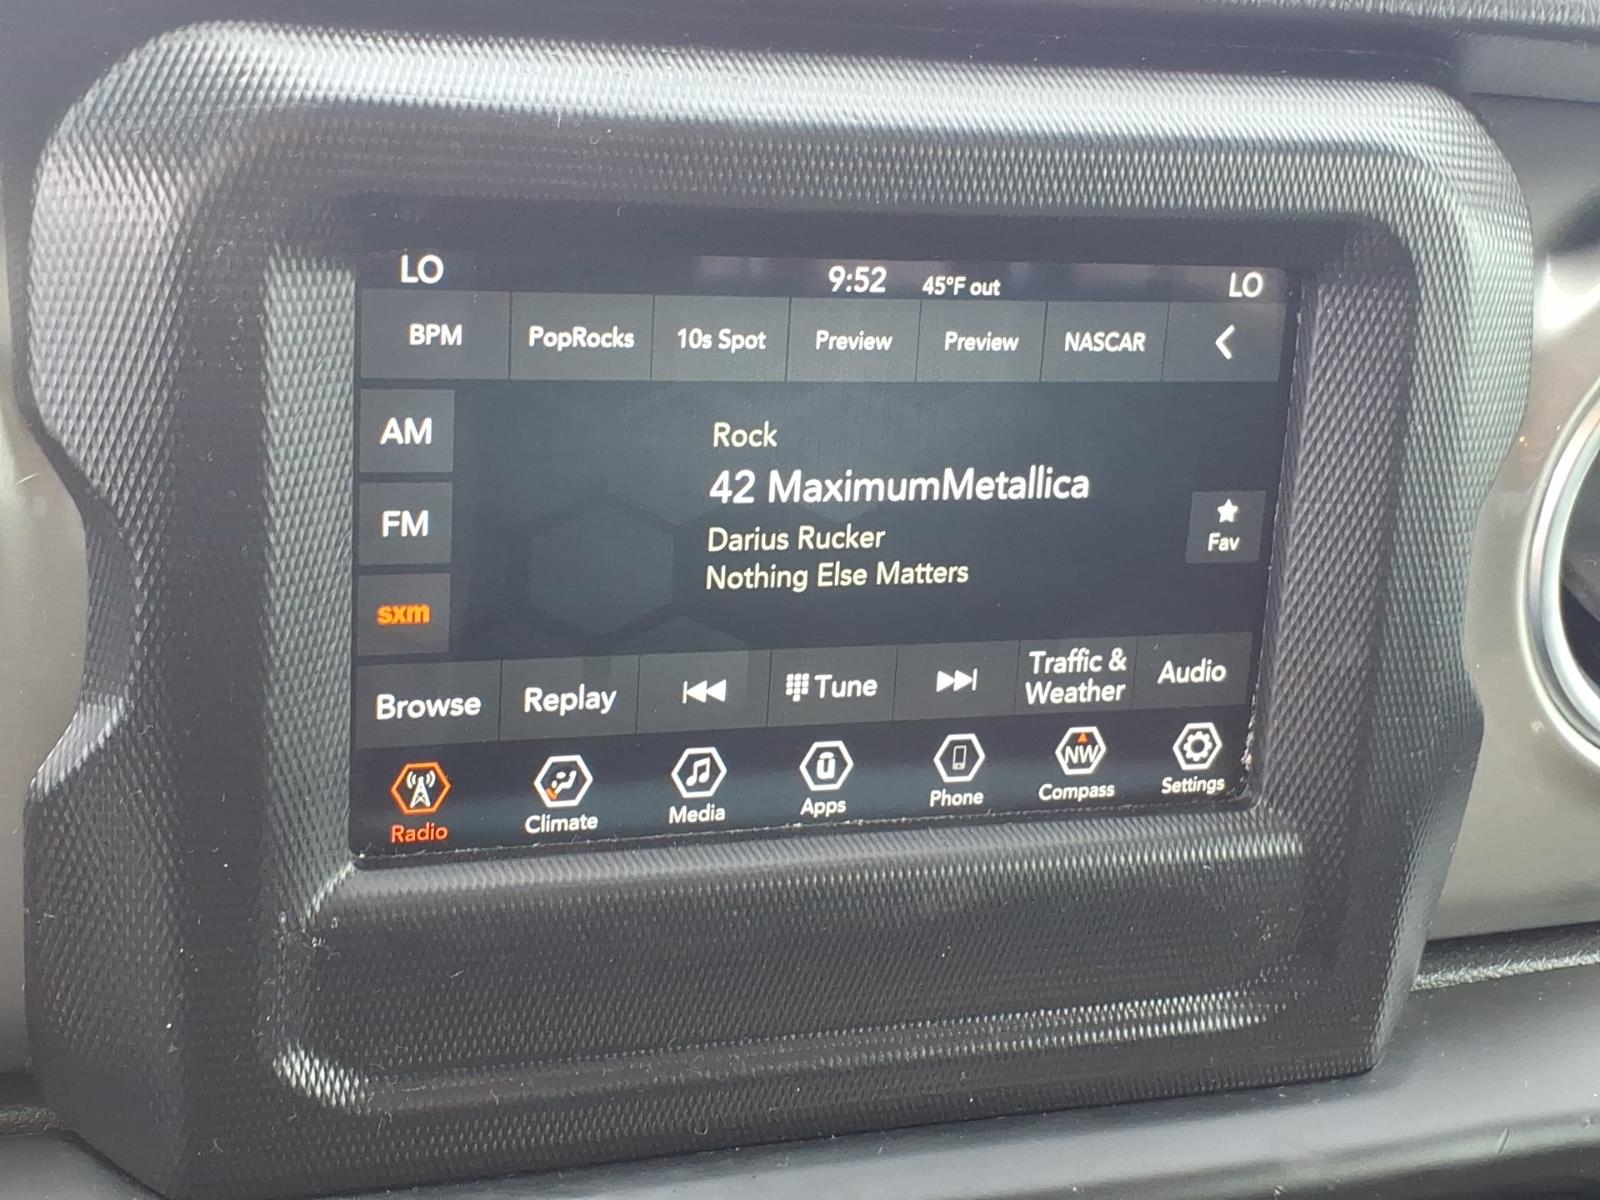 LO 9:52 45°F out LO
BPM PopRocks 10s Spot Preview Preview NASCAR
AM
FM
sxm
Rock
42 MaximumMetallica
Darius Rucker
Nothing Else Matters
Fav
Browse Replay Tune Traffic & Weather Audio
NW
Radio Climate Media Apps Phone Compass Settings